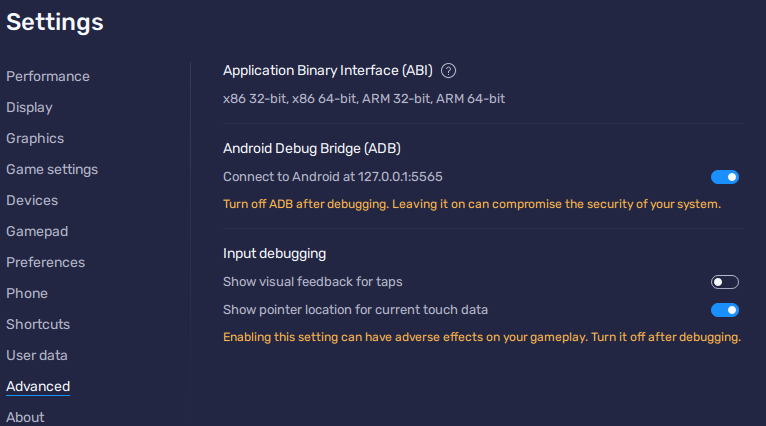 Settings
Performance
Display
Graphics
Game settings
Devices
Gamepad
Preferences
Phone
Shortcuts
User data
Advanced
About
Application Binary Interface (ABI) ?
x86 32-bit, x86 64-bit, ARM 32-bit, ARM 64-bit
Android Debug Bridge (ADB)
Connect to Android at 127.0.0.1:5565
Turn off ADB after debugging. Leaving it on can compromise the security of your system.
Input debugging
Show visual feedback for taps
Show pointer location for current touch data
Enabling this setting can have adverse effects on your gameplay. Turn it off after debugging.